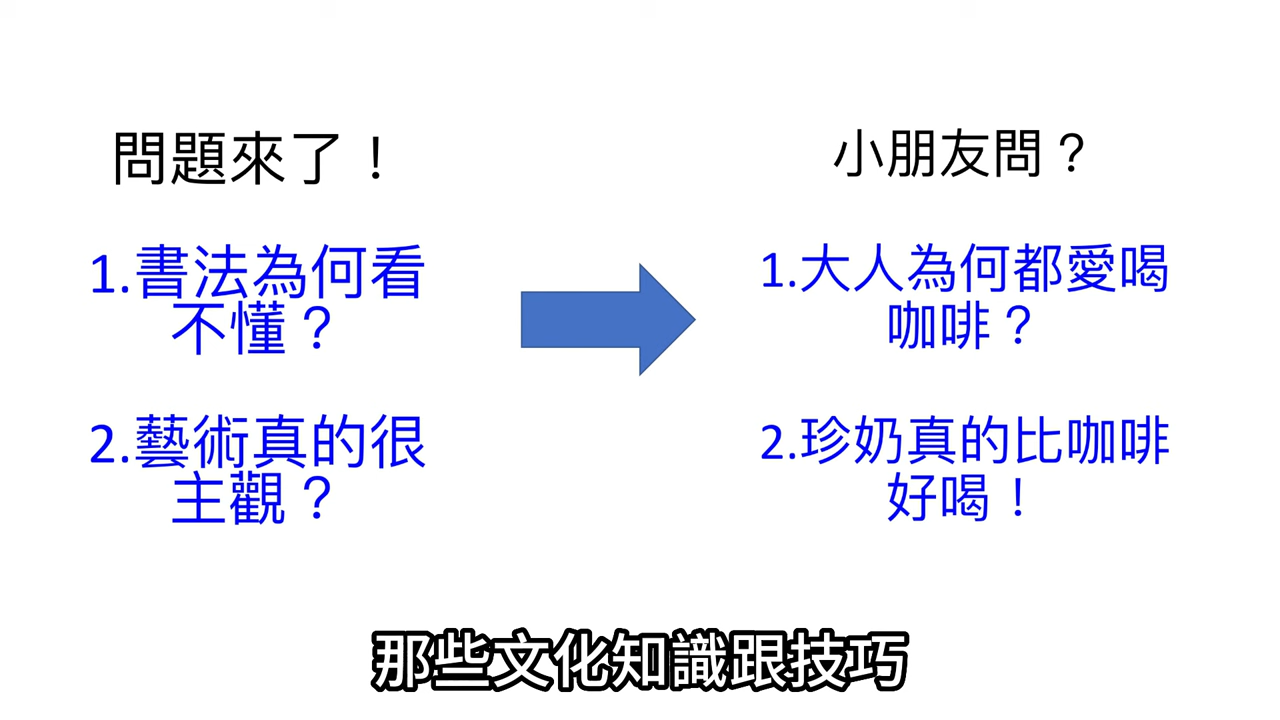 問題來了！
1.書法為何看
不懂？
2.藝術真的很
主觀？
小朋友問？
1.大人為何都愛喝
咖啡？
2.珍奶真的比咖啡
好喝！
那些文化知識跟技巧